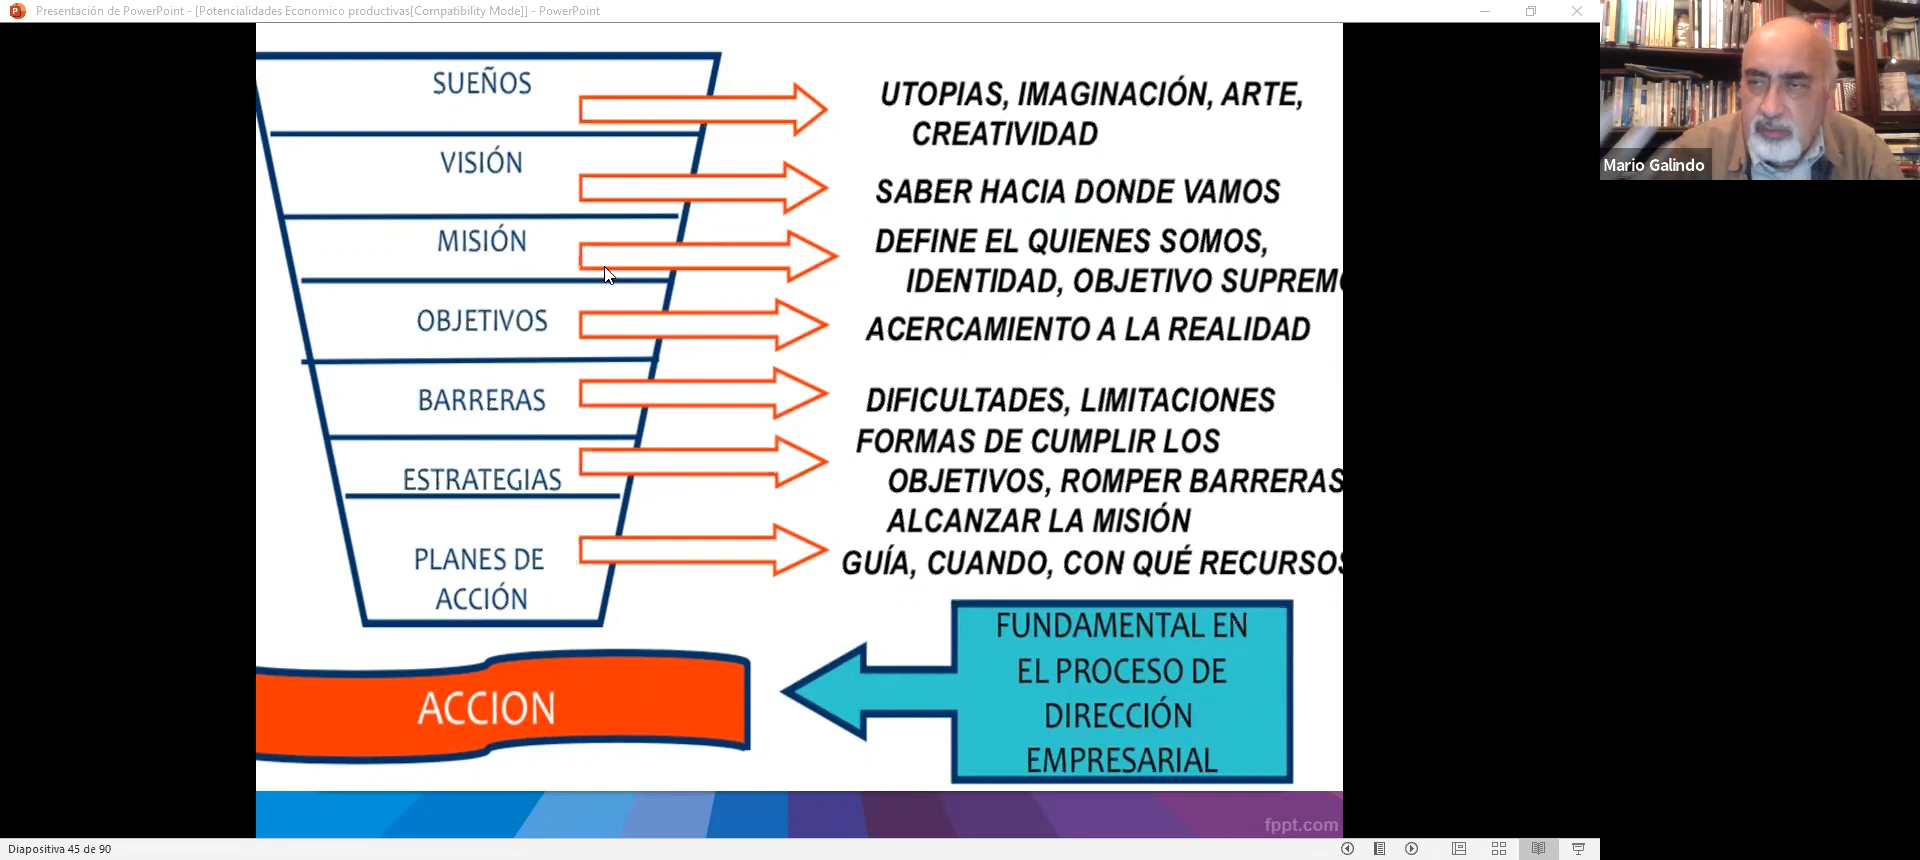 Presentación de PowerPoint - [Potencialidades Economico productivas[Compatibility Mode]] - PowerPoint
SUEÑOS
UTOPIAS, IMAGINACIÓN, ARTE,
CREATIVIDAD
VISIÓN
SABER HACIA DONDE VAMOS
MISIÓN
DEFINE EL QUIENES SOMOS,
IDENTIDAD, OBJETIVO SUPREMO
OBJETIVOS
ACERCAMIENTO A LA REALIDAD
BARRERAS
DIFICULTADES, LIMITACIONES
ESTRATEGIAS
FORMAS DE CUMPLIR LOS
OBJETIVOS, ROMPER BARRERAS
ALCANZAR LA MISIÓN
PLANES DE
ACCIÓN
GUÍA, CUANDO, CON QUÉ RECURSOS
ACCION
FUNDAMENTAL EN
EL PROCESO DE
DIRECCIÓN
EMPRESARIAL
fppt.com
Mario Galindo
Diapositiva 45 de 90